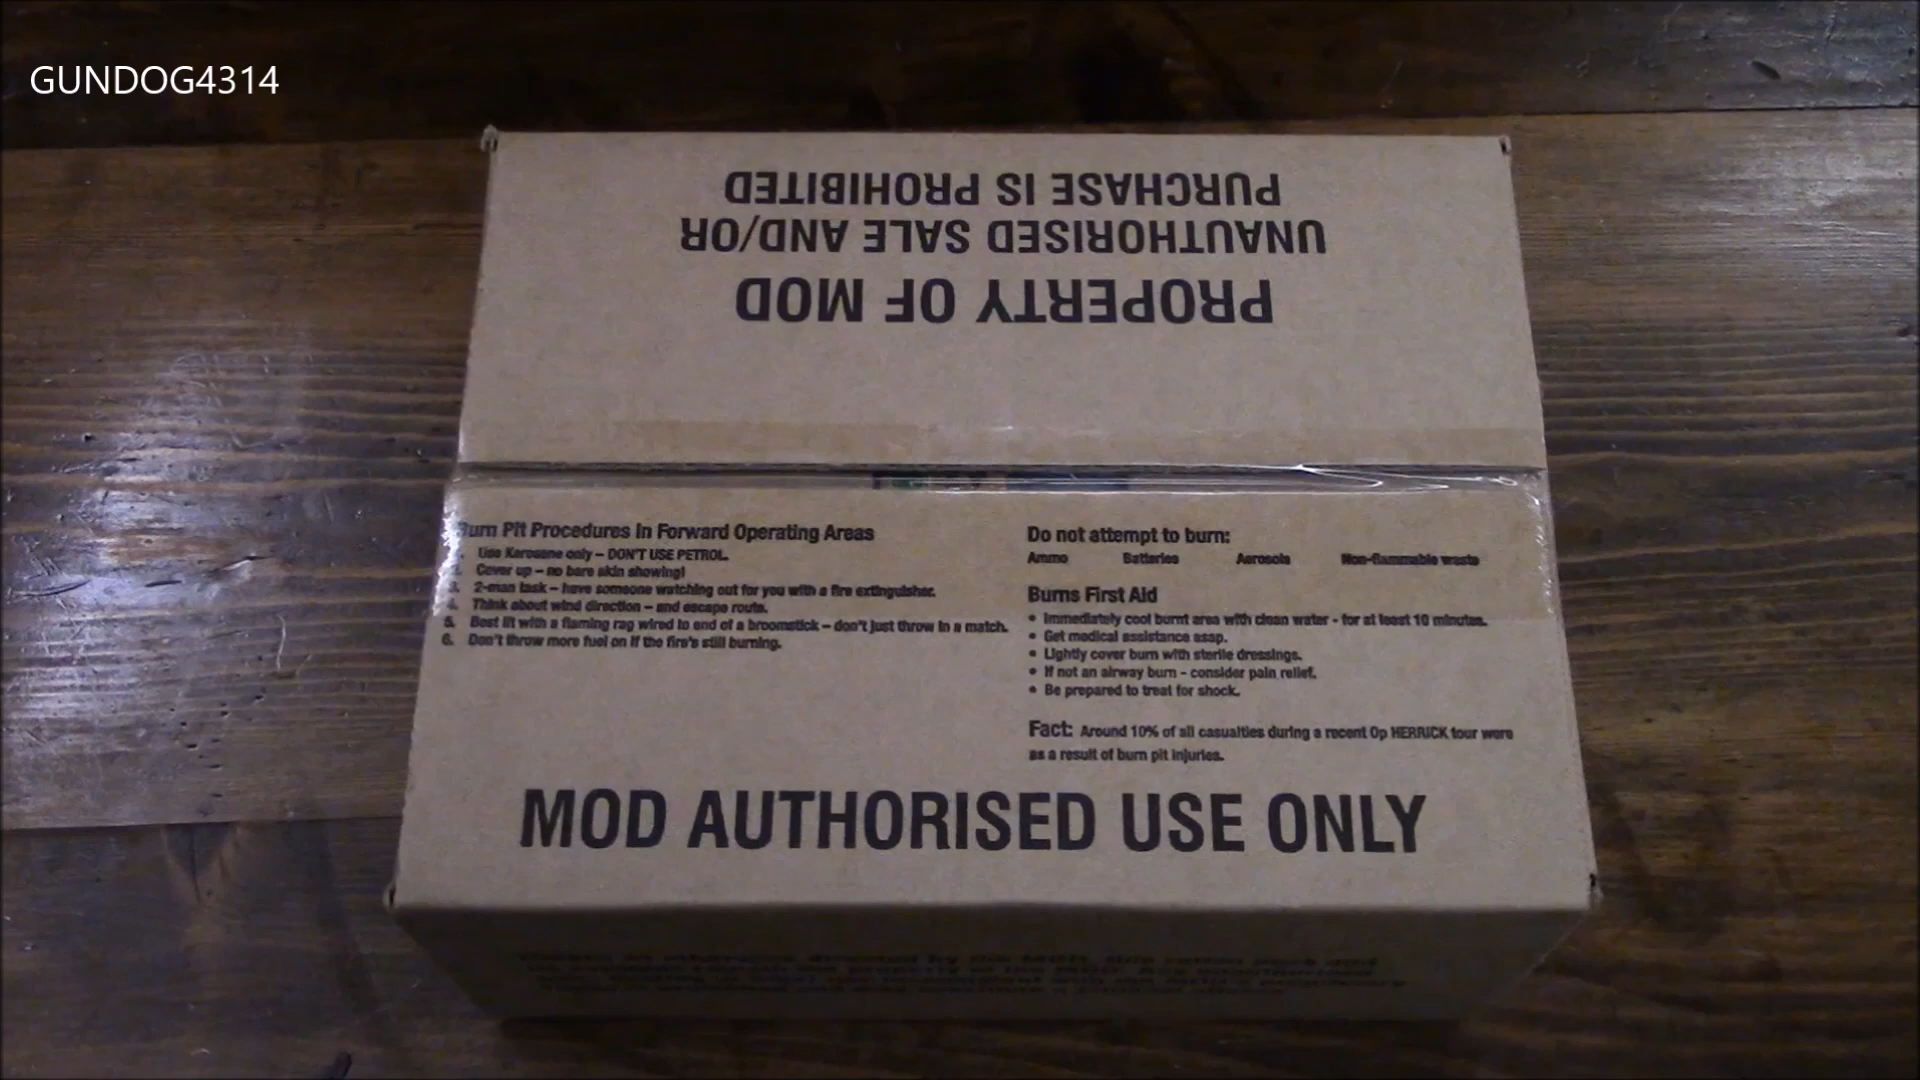 GUNDOG4314
PROPERTY OF MOD
UNAUTHORISED SALE AND/OR
PURCHASE IS PROHIBITED
Burn Pit Procedures In Forward Operating Areas
Use Kerosene only – DON'T USE PETROL.
Cover up – no bare skin showing!
3. 2-man task – have someone watching out for you with a fire extinguisher.
4. Think about wind direction – and escape route.
5. Best lit with a flaming rag wired to end of a broomstick – don't just throw in a match.
6. Don't throw more fuel on if the fire's still burning.
Do not attempt to burn:
Ammo Batteries Aerosols Non-flammable waste
Burns First Aid
• Immediately cool burnt area with clean water - for at least 10 minutes.
• Get medical assistance asap.
• Lightly cover burn with sterile dressings.
• If not an airway burn - consider pain relief.
• Be prepared to treat for shock.
Fact: Around 10% of all casualties during a recent Op HERRICK tour were
as a result of burn pit injuries.
MOD AUTHORISED USE ONLY